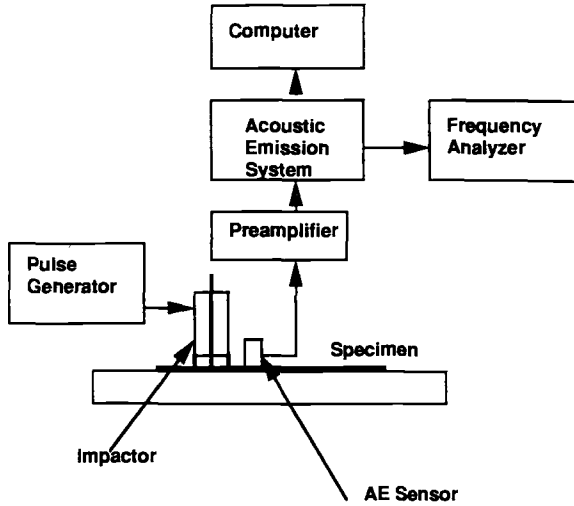 Computer
Acoustic
Emission
System
Frequency
Analyzer
Preamplifier
Pulse
Generator
Specimen
Impactor
AE Sensor